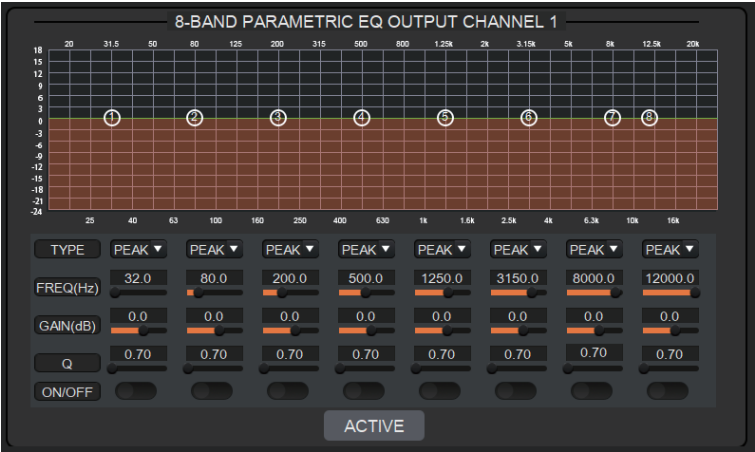 8-BAND PARAMETRIC EQ OUTPUT CHANNEL 1
20 31.5 50 80 125 200 315 500 800 1.25k 2k 3.15k 5k 8k 12.5k 20k
18
15
12
9
6
3
0 1 2 3 4 5 6 7 8
-3
-6
-9
-12
-15
-18
-21
-24
25 40 63 100 160 250 400 630 1k 1.6k 2.5k 4k 6.3k 10k 16k
TYPE PEAK ▼ PEAK ▼ PEAK ▼ PEAK ▼ PEAK ▼ PEAK ▼ PEAK ▼ PEAK ▼
FREQ(Hz) 32.0 80.0 200.0 500.0 1250.0 3150.0 8000.0 12000.0
GAIN(dB) 0.0 0.0 0.0 0.0 0.0 0.0 0.0 0.0
Q 0.70 0.70 0.70 0.70 0.70 0.70 0.70 0.70
ON/OFF
ACTIVE